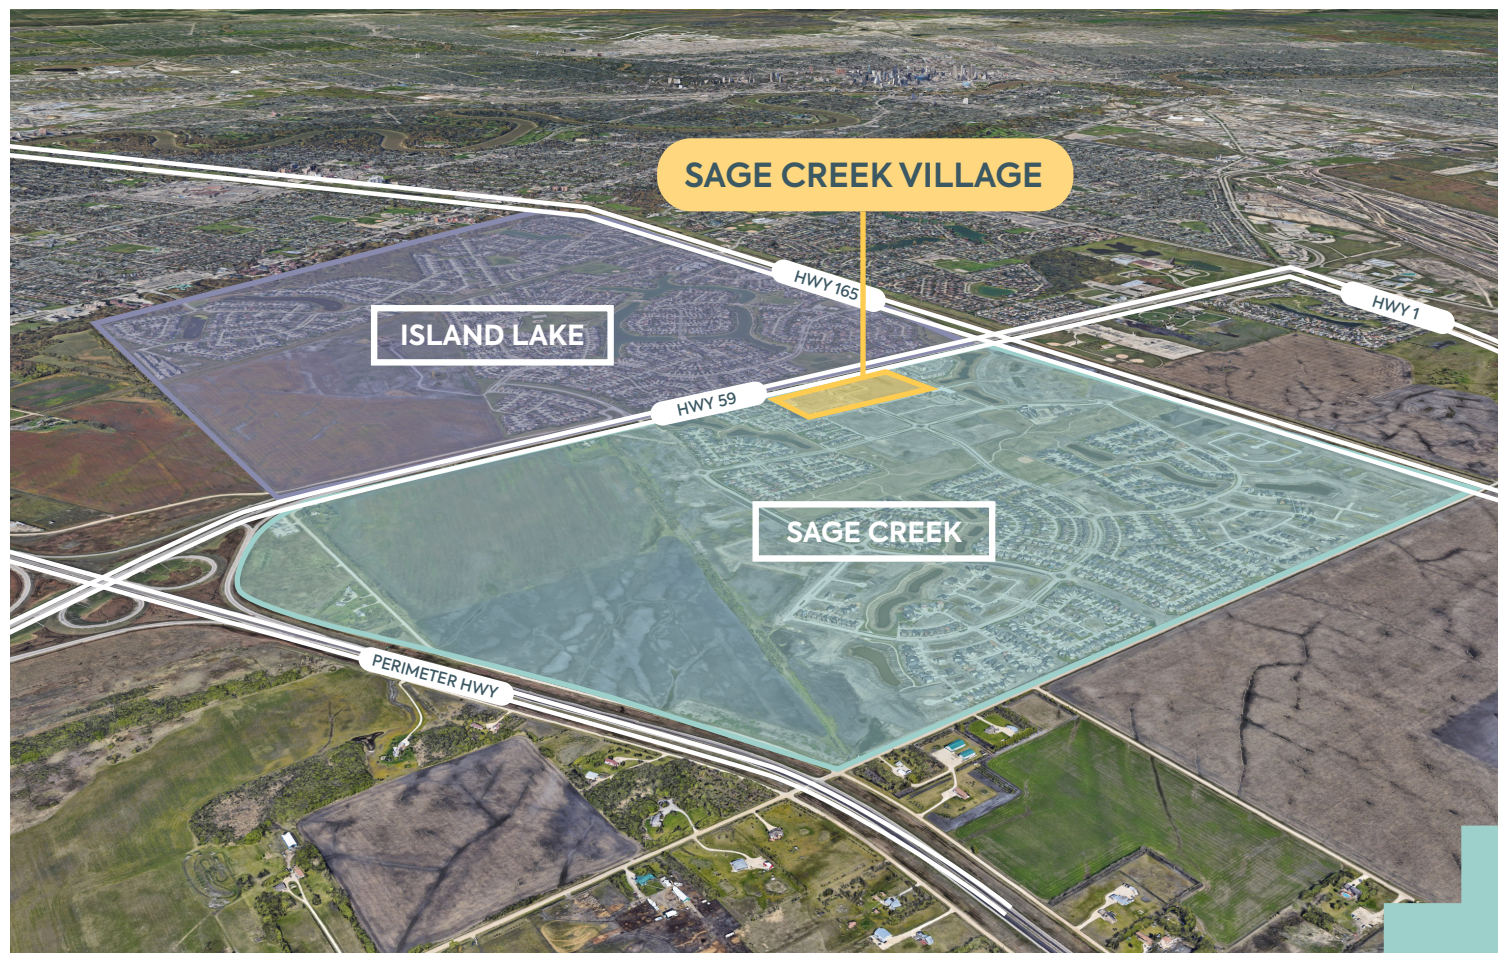 SAGE CREEK VILLAGE
HWY 165
HWY 1
ISLAND LAKE
HWY 59
SAGE CREEK
PERIMETER HWY